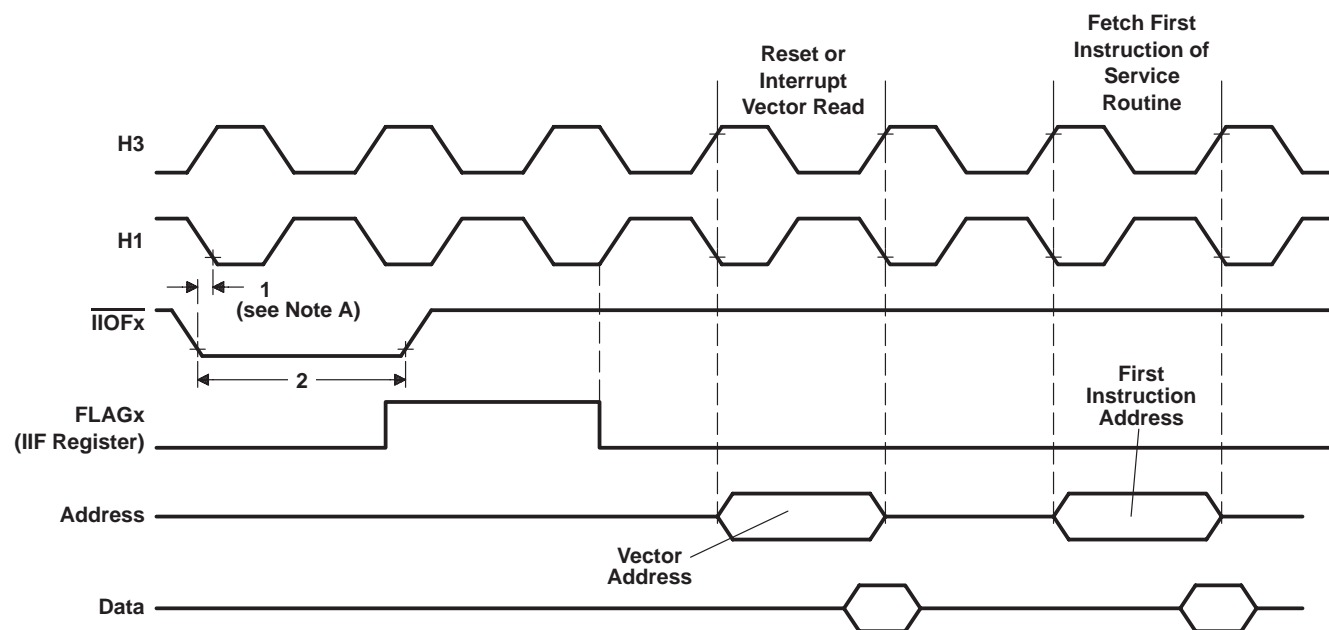 Reset or
Interrupt
Vector Read
Fetch First
Instruction of
Service
Routine
H3
H1
1
(see Note A)
IIOFx
2
FLAGx
(IIF Register)
First
Instruction
Address
Address
Vector
Address
Data